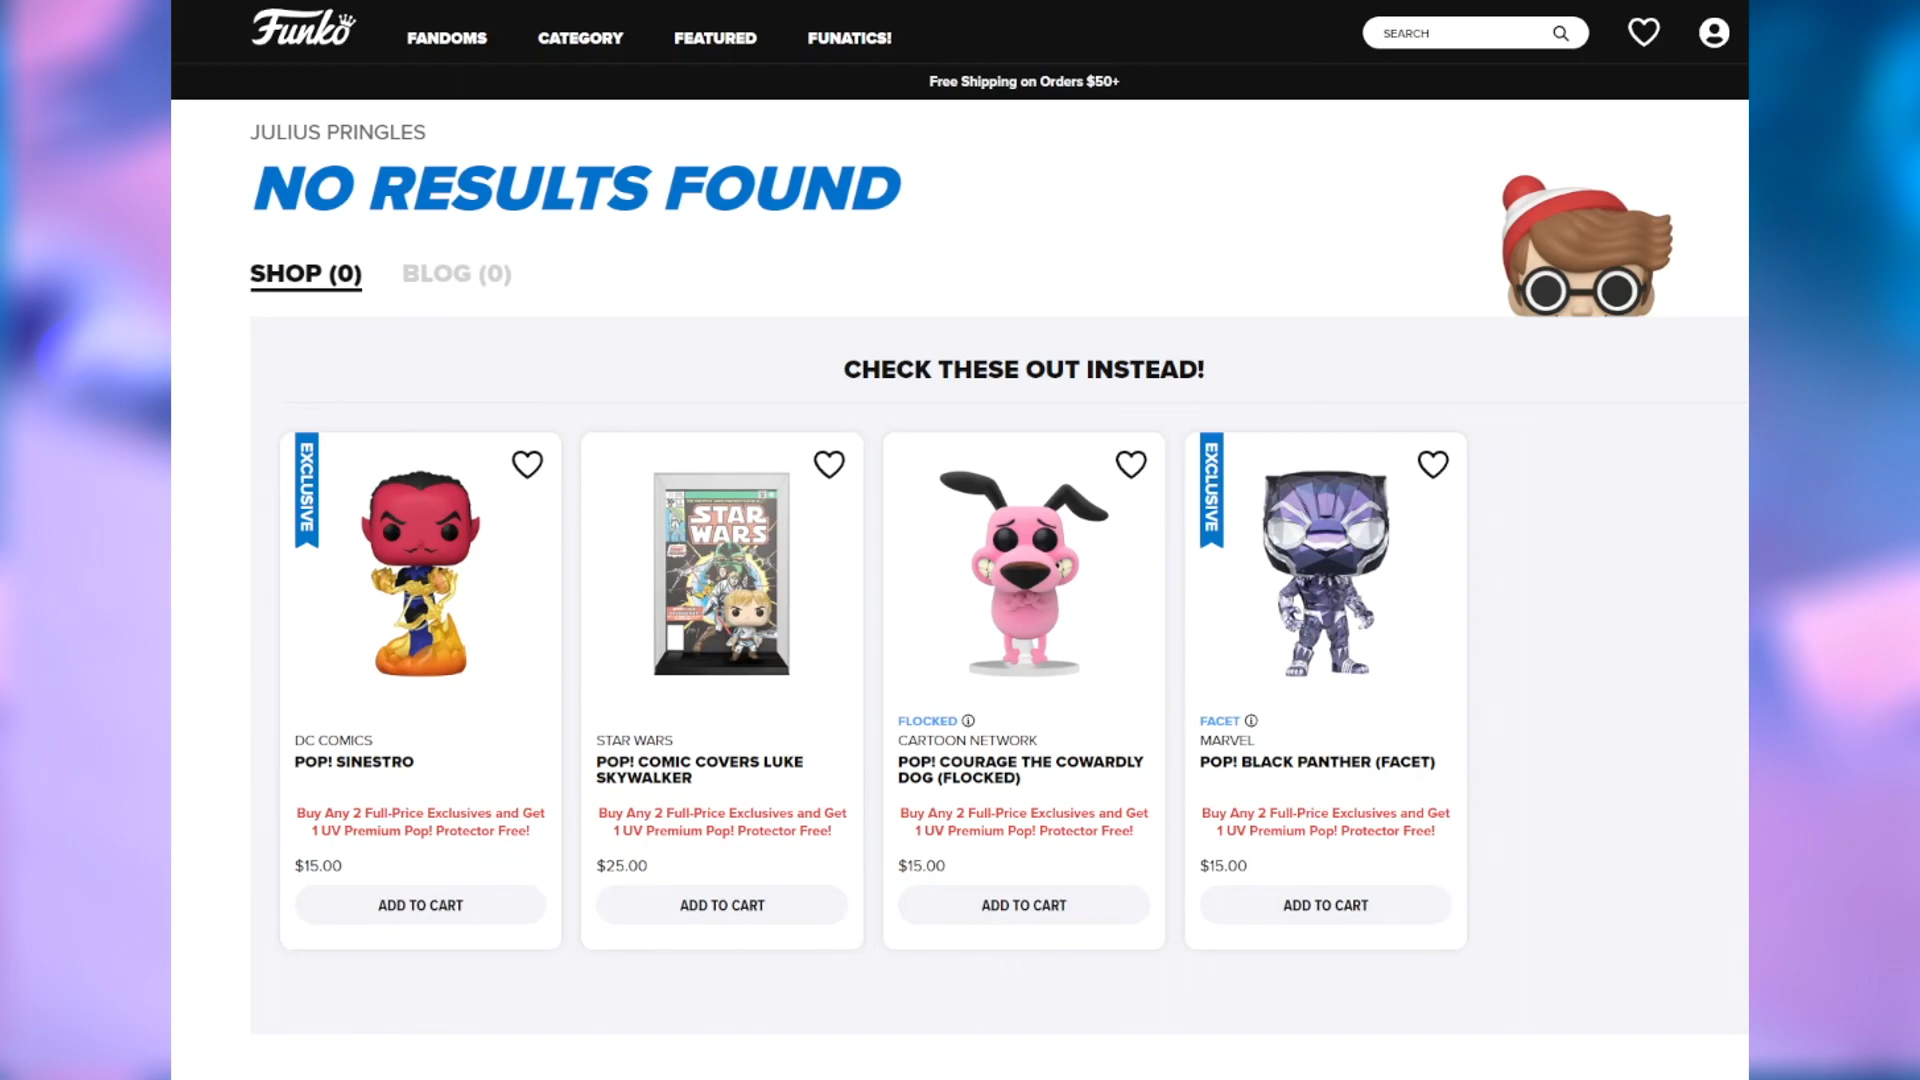 Funko
FANDOMS
CATEGORY
FEATURED
FUNATICS!
SEARCH
Free Shipping on Orders $50+
JULIUS PRINGLES
NO RESULTS FOUND
SHOP (0)
BLOG (0)
CHECK THESE OUT INSTEAD!
EXCLUSIVE
DC COMICS
POP! SINESTRO
Buy Any 2 Full-Price Exclusives and Get
1 UV Premium Pop! Protector Free!
$15.00
ADD TO CART
STAR
WARS
STAR WARS
POP! COMIC COVERS LUKE
SKYWALKER
Buy Any 2 Full-Price Exclusives and Get
1 UV Premium Pop! Protector Free!
$25.00
ADD TO CART
FLOCKED
CARTOON NETWORK
POP! COURAGE THE COWARDLY
DOG (FLOCKED)
Buy Any 2 Full-Price Exclusives and Get
1 UV Premium Pop! Protector Free!
$15.00
ADD TO CART
EXCLUSIVE
FACET
MARVEL
POP! BLACK PANTHER (FACET)
Buy Any 2 Full-Price Exclusives and Get
1 UV Premium Pop! Protector Free!
$15.00
ADD TO CART